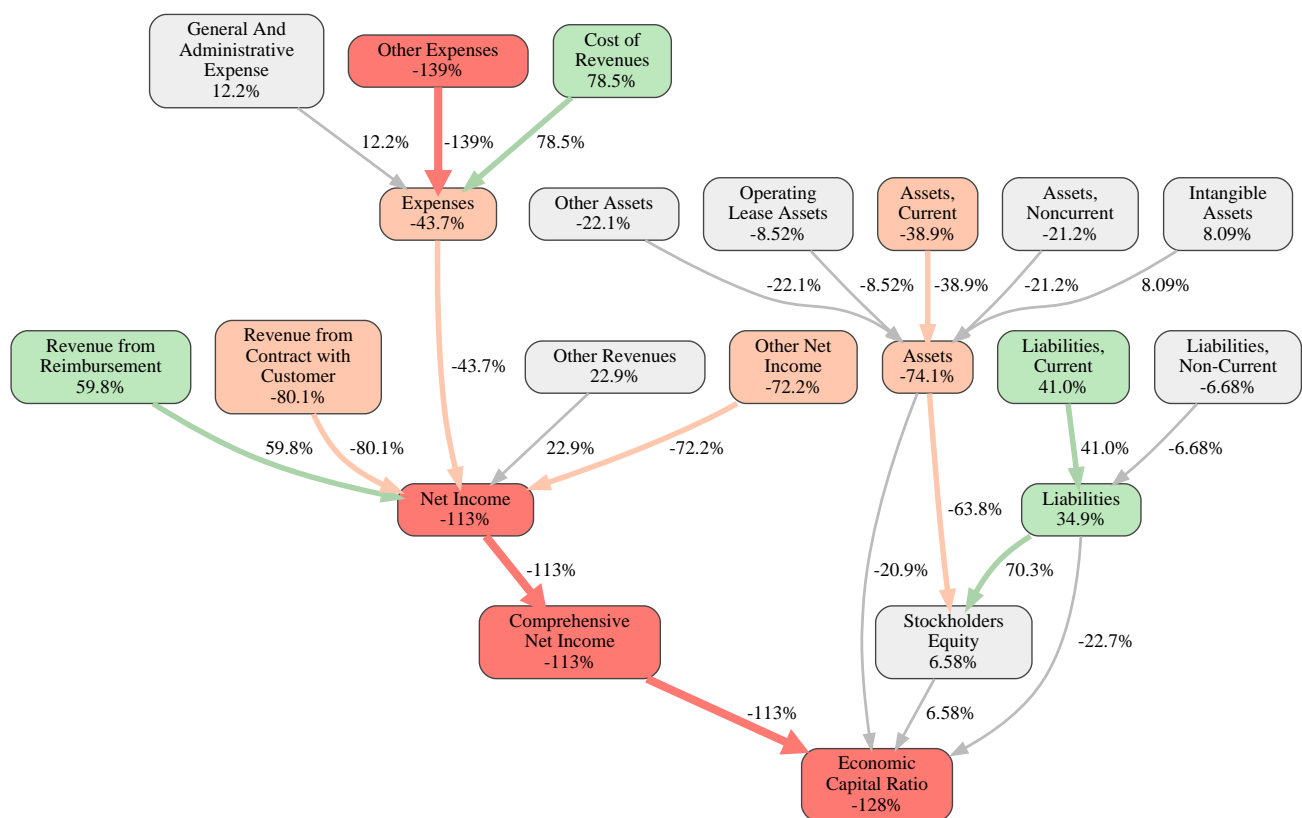 General And
Administrative
Expense
12.2%
Other Expenses
-139%
Cost of
Revenues
78.5%
12.2%
-139%
78.5%
Expenses
-43.7%
Other Assets
-22.1%
Operating
Lease Assets
-8.52%
Assets,
Current
-38.9%
Assets,
Noncurrent
-21.2%
Intangible
Assets
8.09%
-22.1%
-8.52%
-38.9%
-21.2%
8.09%
Revenue from
Reimbursement
59.8%
Revenue from
Contract with
Customer
-80.1%
-43.7%
Other Revenues
22.9%
Other Net
Income
-72.2%
Assets
-74.1%
Liabilities,
Current
41.0%
Liabilities,
Non-Current
-6.68%
59.8%
-80.1%
22.9%
-72.2%
41.0%
-6.68%
Net Income
-113%
-63.8%
Liabilities
34.9%
-113%
-20.9%
70.3%
Comprehensive
Net Income
-113%
Stockholders
Equity
6.58%
-22.7%
-113%
6.58%
Economic
Capital Ratio
-128%